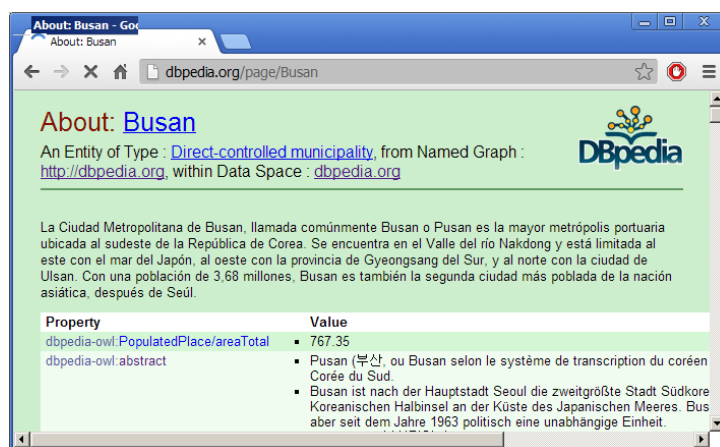 About: Busan - Goo
About: Busan
dbpedia.org/page/Busan
About: Busan
DBpedia
An Entity of Type : Direct-controlled municipality, from Named Graph :
http://dbpedia.org, within Data Space : dbpedia.org
La Ciudad Metropolitana de Busan, llamada comúnmente Busan o Pusan es la mayor metrópolis portuaria
ubicada al sudeste de la República de Corea. Se encuentra en el Valle del río Nakdong y está limitada al
este con el mar del Japón, al oeste con la provincia de Gyeongsang del Sur, y al norte con la ciudad de
Ulsan. Con una población de 3,68 millones, Busan es también la segunda ciudad más poblada de la nación
asiática, después de Seúl.
Property Value
dbpedia-owl:PopulatedPlace/areaTotal 767.35
dbpedia-owl:abstract Pusan (부산, ou Busan selon le système de transcription du coréen
Corée du Sud.
Busan ist nach der Hauptstadt Seoul die zweitgrößte Stadt Südkore
Koreanischen Halbinsel an der Küste des Japanischen Meeres. Bus
aber seit dem Jahre 1963 politisch eine unabhängige Einheit.